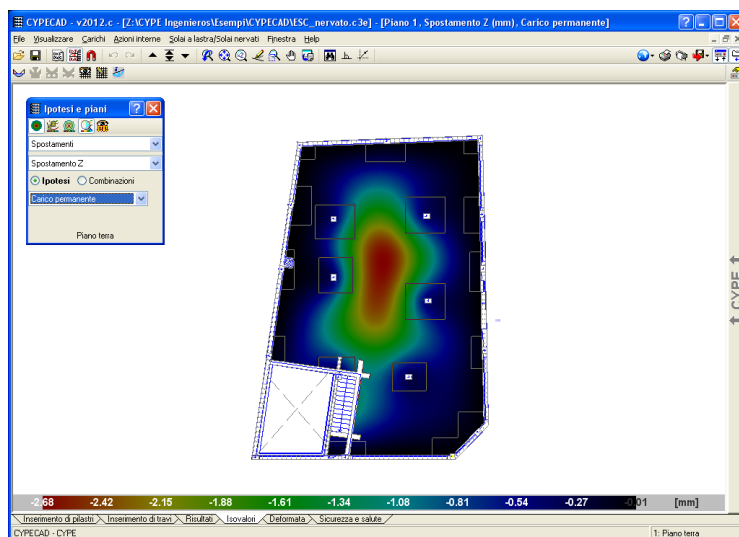 CYPECAD - v2012.c - [Z:\CYPE Ingenieros\Esempi\CYPECAD\ESC_nervato.c3e] - [Piano 1, Spostamento Z (mm), Carico permanente]
File Visualizzare Carichi Azioni interne Solai a lastra/Solai nervati Finestra Help
Ipotesi e piani
Spostamenti
Spostamento Z
Ipotesi Combinazioni
Carico permanente
Piano terra
CYPE
-2.68 -2.42 -2.15 -1.88 -1.61 -1.34 -1.08 -0.81 -0.54 -0.27 -0.01 [mm]
Inserimento di pilastri Inserimento di travi Risultati Isovalori Deformata Sicurezza e salute
CYPECAD - CYPE 1: Piano terra